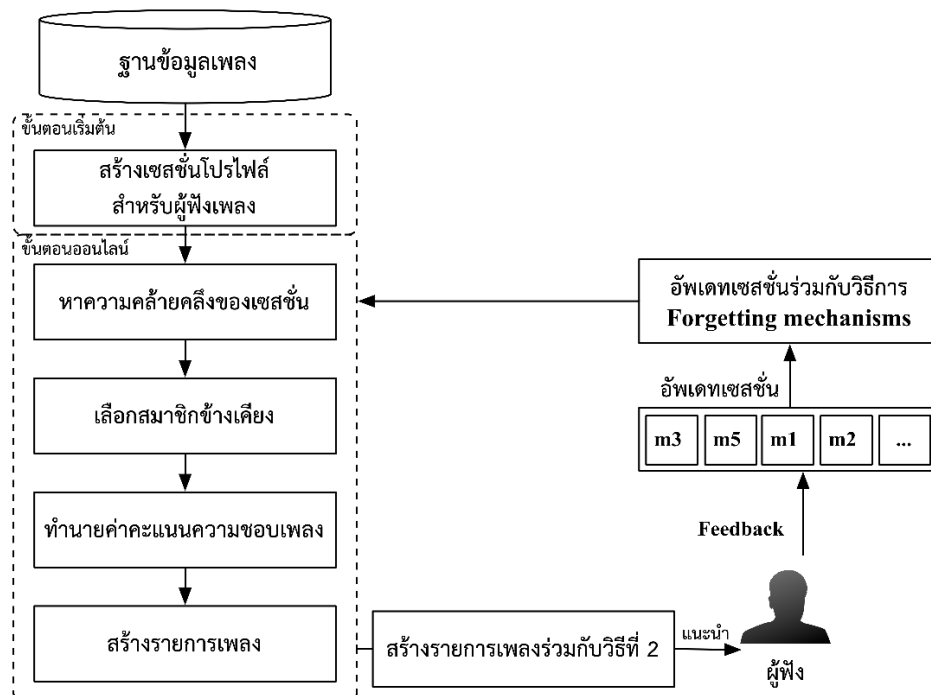 ฐานข้อมูลเพลง
ขั้นตอนเริ่มต้น
สร้างเซสชั่นโปรไฟล์
สำหรับผู้ฟังเพลง
ขั้นตอนออนไลน์
หาความคล้ายคลึงของเซสชั่น
เลือกสมาชิกข้างเคียง
ทำนายค่าคะแนนความชอบเพลง
สร้างรายการเพลง
สร้างรายการเพลงร่วมกับวิธีที่ 2
แนะนำ
ผู้ฟัง
Feedback
m3 m5 m1 m2 ...
อัพเดทเซสชั่น
อัพเดทเซสชั่นร่วมกับวิธีการ
Forgetting mechanisms